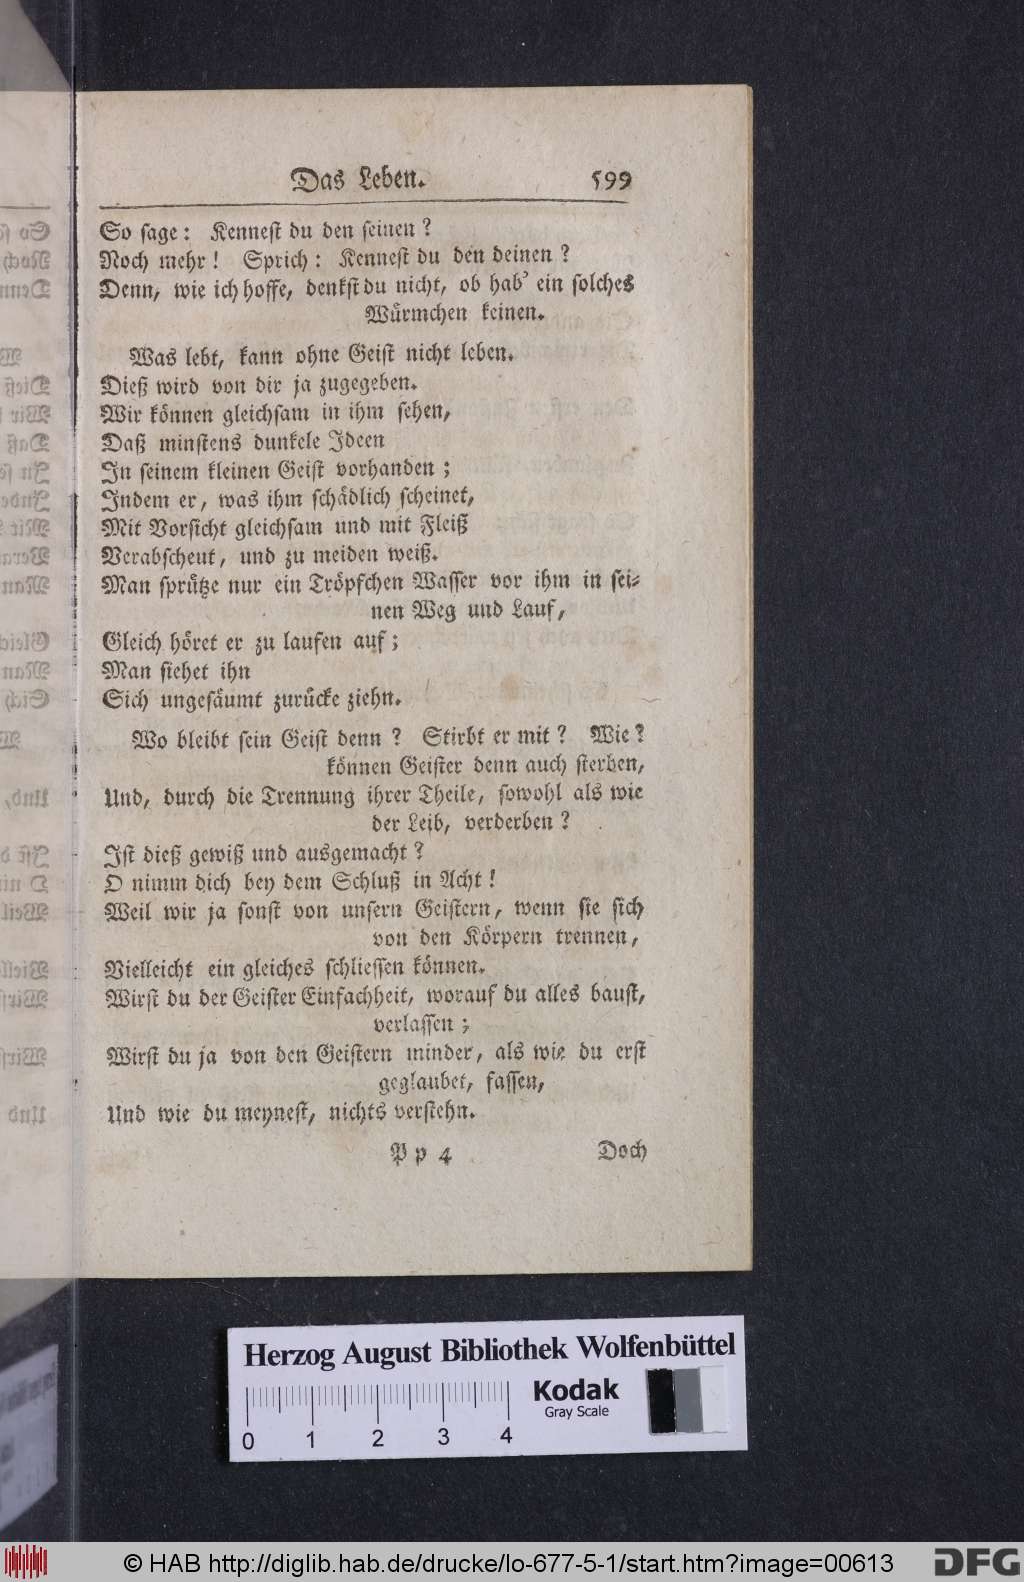 Das Leben. 599
So sage: Kennest du den seinen?
Noch mehr! Sprich: Kennest du den deinen?
Denn, wie ich hoffe, denkst du nicht, ob hab' ein solches
Würmchen keinen.
Was lebt, kann ohne Geist nicht leben.
Dieß wird von dir ja zugegeben.
Wir können gleichsam in ihm sehen,
Daß minstens dunkele Ideen
In seinem kleinen Geist vorhanden;
Indem er, was ihm schädlich scheinet,
Mit Vorsicht gleichsam und mit Fleiß
Verabscheut, und zu meiden weiß.
Man sprütze nur ein Tröpfchen Wasser vor ihm in sei-
nen Weg und Lauf,
Gleich höret er zu laufen auf;
Man siehet ihn
Sich ungesäumt zurücke ziehn.
Wo bleibt sein Geist denn? Stirbt er mit? Wie?
können Geister denn auch sterben,
Und, durch die Trennung ihrer Theile, sowohl als wie
der Leib, verderben?
Ist dieß gewiß und ausgemacht?
O nimm dich bey dem Schluß in Acht!
Weil wir ja sonst von unsern Geistern, wenn sie sich
von den Körpern trennen,
Vielleicht ein gleiches schliessen können.
Wirst du der Geister Einfachheit, worauf du alles baust,
verlassen;
Wirst du ja von den Geistern minder, als wie du erst
geglaubet, fassen,
Und wie du meynest, nichts verstehn.
Pp 4 Doch
Herzog August Bibliothek Wolfenbüttel
Kodak
Gray Scale
0 1 2 3 4
© HAB http://diglib.hab.de/drucke/lo-677-5-1/start.htm?image=00613
DFG